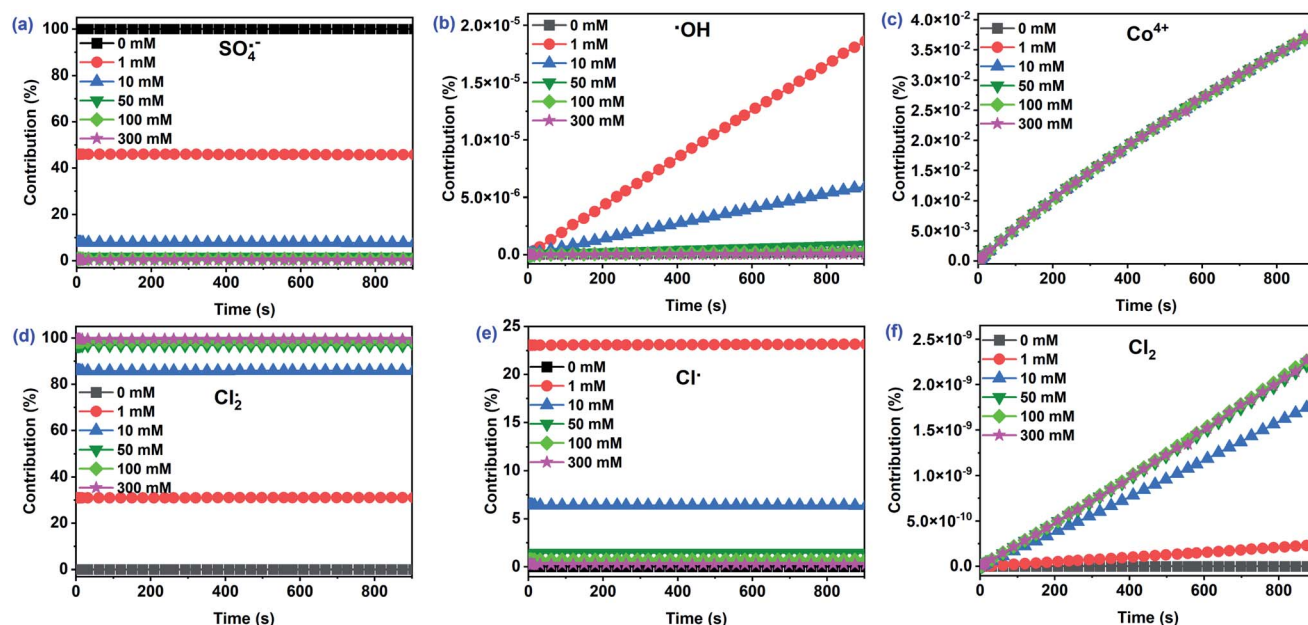 (a)
SO₄·⁻
Contribution (%)
100
80
60
40
20
0
0 mM
1 mM
10 mM
50 mM
100 mM
300 mM
0 200 400 600 800
Time (s)
(b)
·OH
Contribution (%)
2.0×10⁻⁵
1.5×10⁻⁵
1.0×10⁻⁵
5.0×10⁻⁶
0.0
0 mM
1 mM
10 mM
50 mM
100 mM
300 mM
0 200 400 600 800
Time (s)
(c)
Co⁴⁺
Contribution (%)
4.0×10⁻²
3.5×10⁻²
3.0×10⁻²
2.5×10⁻²
2.0×10⁻²
1.5×10⁻²
1.0×10⁻²
5.0×10⁻³
0.0
0 mM
1 mM
10 mM
50 mM
100 mM
300 mM
0 200 400 600 800
Time (s)
(d)
Cl₂·⁻
Contribution (%)
100
80
60
40
20
0
0 mM
1 mM
10 mM
50 mM
100 mM
300 mM
0 200 400 600 800
Time (s)
(e)
Cl·
Contribution (%)
25
20
15
10
5
0
0 mM
1 mM
10 mM
50 mM
100 mM
300 mM
0 200 400 600 800
Time (s)
(f)
Cl₂
Contribution (%)
2.5×10⁻⁹
2.0×10⁻⁹
1.5×10⁻⁹
1.0×10⁻⁹
5.0×10⁻¹⁰
0.0
0 mM
1 mM
10 mM
50 mM
100 mM
300 mM
0 200 400 600 800
Time (s)